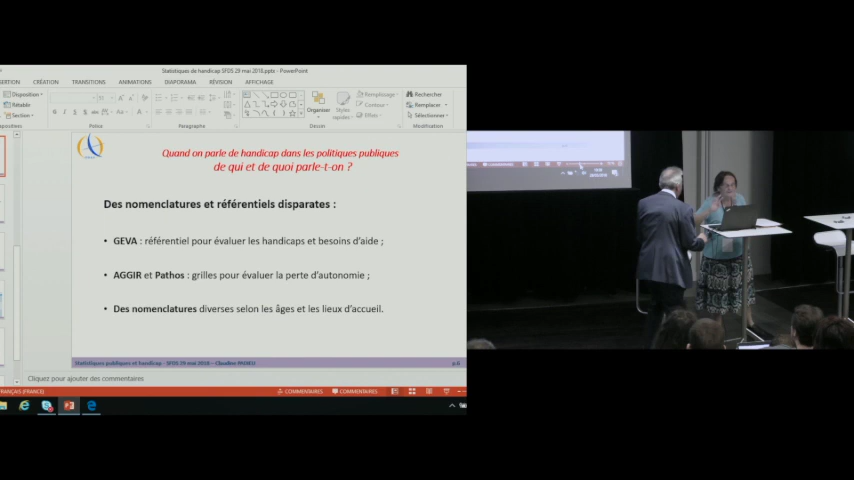 Statistiques de handicap SFDS 29 mai 2018.pptx - PowerPoint
CRÉATION TRANSITIONS ANIMATIONS DIAPORAMA RÉVISION AFFICHAGE
Disposition
Rétablir
Section
Police
Paragraphe
Organiser
Styles
rapides
Remplissage
Contour
Effets
Dessin
Rechercher
Remplacer
Sélectionner
Modification
Quand on parle de handicap dans les politiques publiques
de qui et de quoi parle-t-on ?
Des nomenclatures et référentiels disparates :
• GEVA : référentiel pour évaluer les handicaps et besoins d'aide ;
• AGGIR et Pathos : grilles pour évaluer la perte d'autonomie ;
• Des nomenclatures diverses selon les âges et les lieux d'accueil.
Statistiques publiques et handicap - SFDS 29 mai 2018 - Claudine PADIEU
p.6
Cliquez pour ajouter des commentaires
FRANÇAIS (FRANCE)
COMMENTAIRES COMMENTAIRES